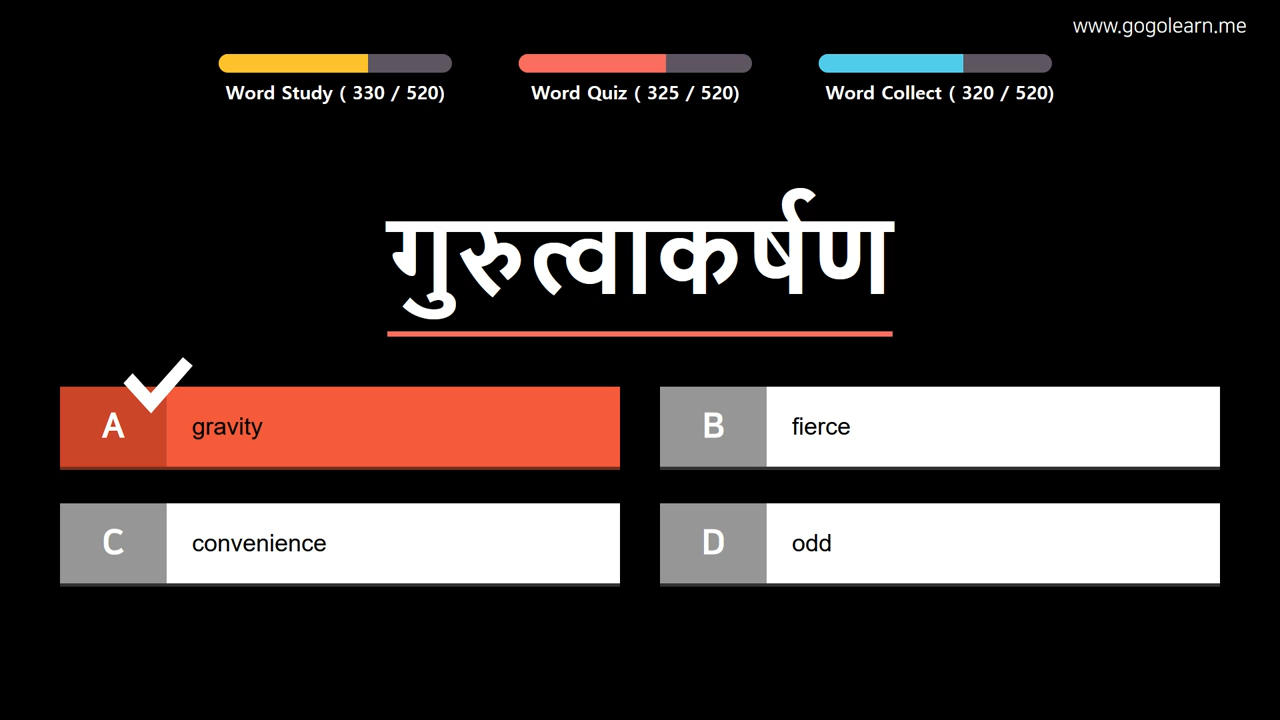 www.gogolearn.me
Word Study ( 330 / 520)
Word Quiz ( 325 / 520)
Word Collect ( 320 / 520)
गुरुत्वाकर्षण
A gravity
B fierce
C convenience
D odd